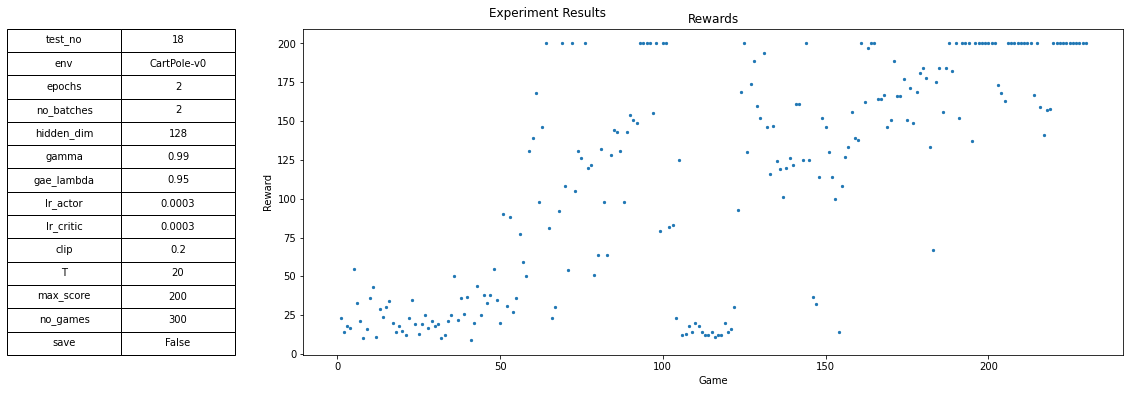 Experiment Results
test_no 18
env CartPole-v0
epochs 2
no_batches 2
hidden_dim 128
gamma 0.99
gae_lambda 0.95
lr_actor 0.0003
lr_critic 0.0003
clip 0.2
T 20
max_score 200
no_games 300
save False
Rewards
Reward
200
175
150
125
100
75
50
25
0
0 50 100 150 200
Game